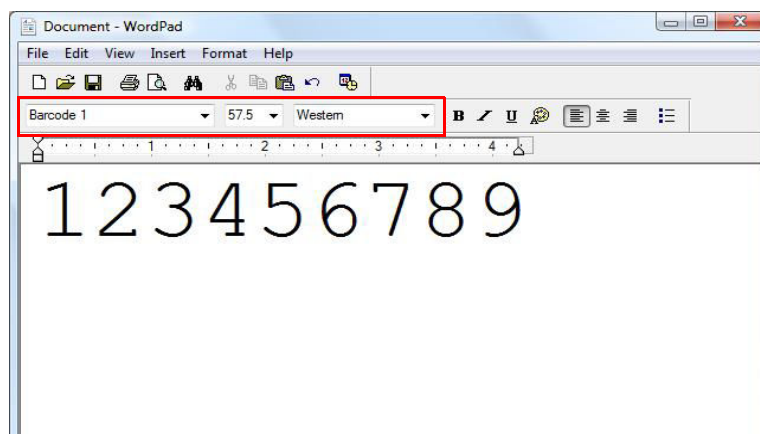 Document - WordPad
File Edit View Insert Format Help
Barcode 1 57.5 Western B I U
1 2 3 4
123456789